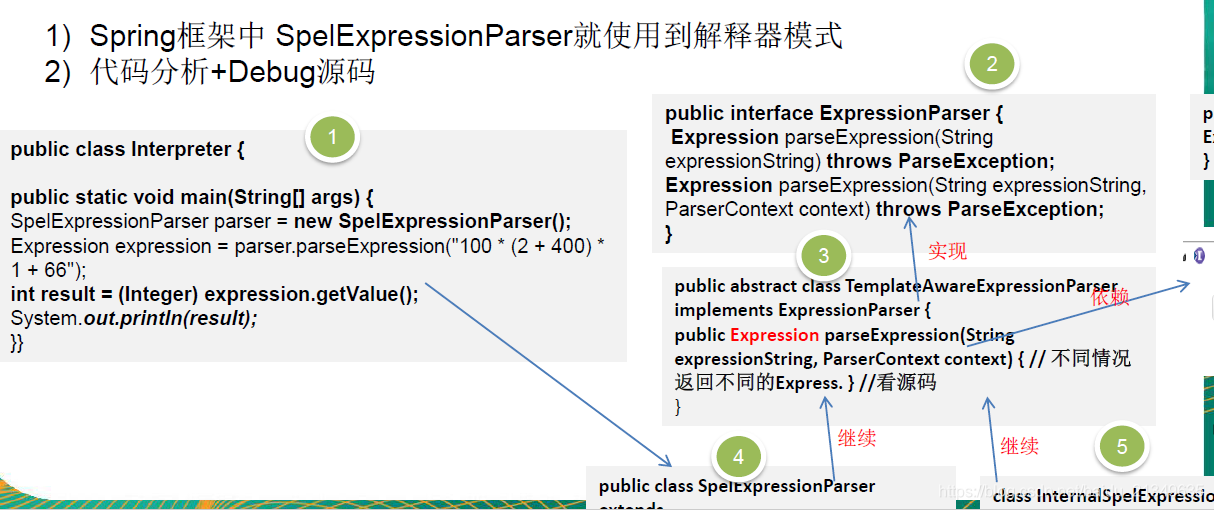 1) Spring框架中 SpelExpressionParser就使用到解释器模式
2) 代码分析+Debug源码
1
public class Interpreter {
public static void main(String[] args) {
SpelExpressionParser parser = new SpelExpressionParser();
Expression expression = parser.parseExpression("100 * (2 + 400) *
1 + 66");
int result = (Integer) expression.getValue();
System.out.println(result);
}}
2
public interface ExpressionParser {
Expression parseExpression(String
expressionString) throws ParseException;
Expression parseExpression(String expressionString,
ParserContext context) throws ParseException;
}
实现
3
public abstract class TemplateAwareExpressionParser
implements ExpressionParser {
public Expression parseExpression(String
expressionString, ParserContext context) { // 不同情况
返回不同的Express. } //看源码
}
依赖
继续
继续
4
public class SpelExpressionParser
extends
5
class InternalSpelExpressio
}